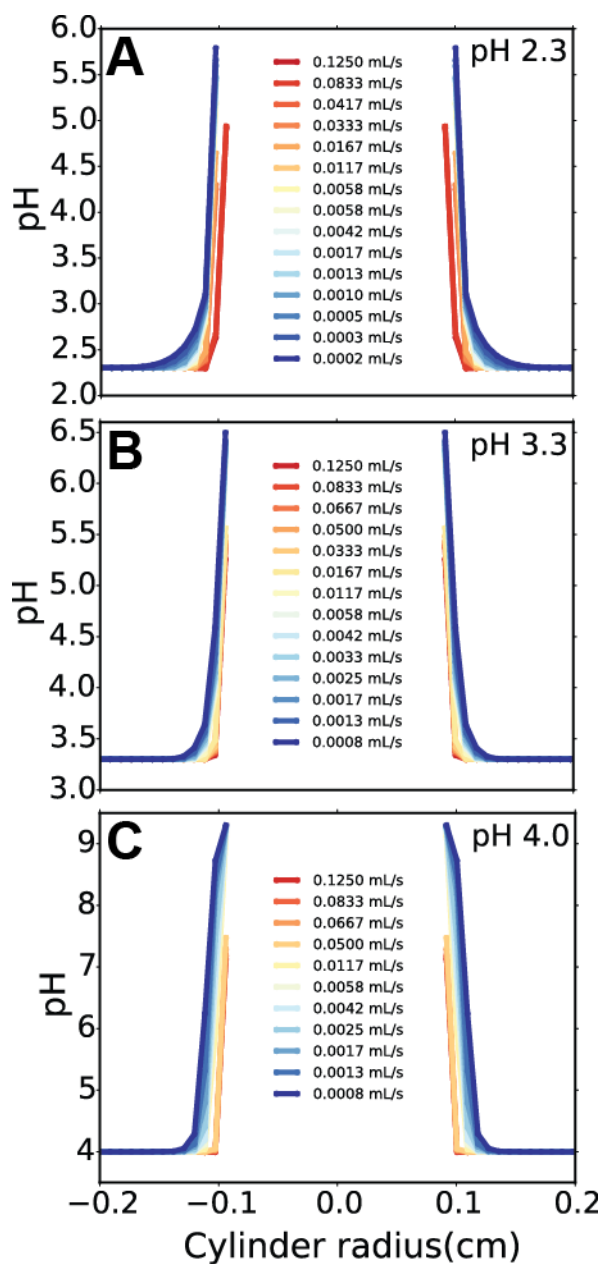 A
pH 2.3
6.0
5.5
5.0
4.5
4.0
3.5
3.0
2.5
2.0
pH
0.1250 mL/s
0.0833 mL/s
0.0417 mL/s
0.0333 mL/s
0.0167 mL/s
0.0117 mL/s
0.0058 mL/s
0.0058 mL/s
0.0042 mL/s
0.0017 mL/s
0.0013 mL/s
0.0010 mL/s
0.0005 mL/s
0.0003 mL/s
0.0002 mL/s
B
pH 3.3
6.5
6.0
5.5
5.0
4.5
4.0
3.5
3.0
pH
0.1250 mL/s
0.0833 mL/s
0.0667 mL/s
0.0500 mL/s
0.0333 mL/s
0.0167 mL/s
0.0117 mL/s
0.0058 mL/s
0.0042 mL/s
0.0033 mL/s
0.0025 mL/s
0.0017 mL/s
0.0013 mL/s
0.0008 mL/s
C
pH 4.0
9
8
7
6
5
4
pH
0.1250 mL/s
0.0833 mL/s
0.0667 mL/s
0.0500 mL/s
0.0117 mL/s
0.0058 mL/s
0.0042 mL/s
0.0025 mL/s
0.0017 mL/s
0.0013 mL/s
0.0008 mL/s
−0.2 −0.1 0.0 0.1 0.2
Cylinder radius(cm)